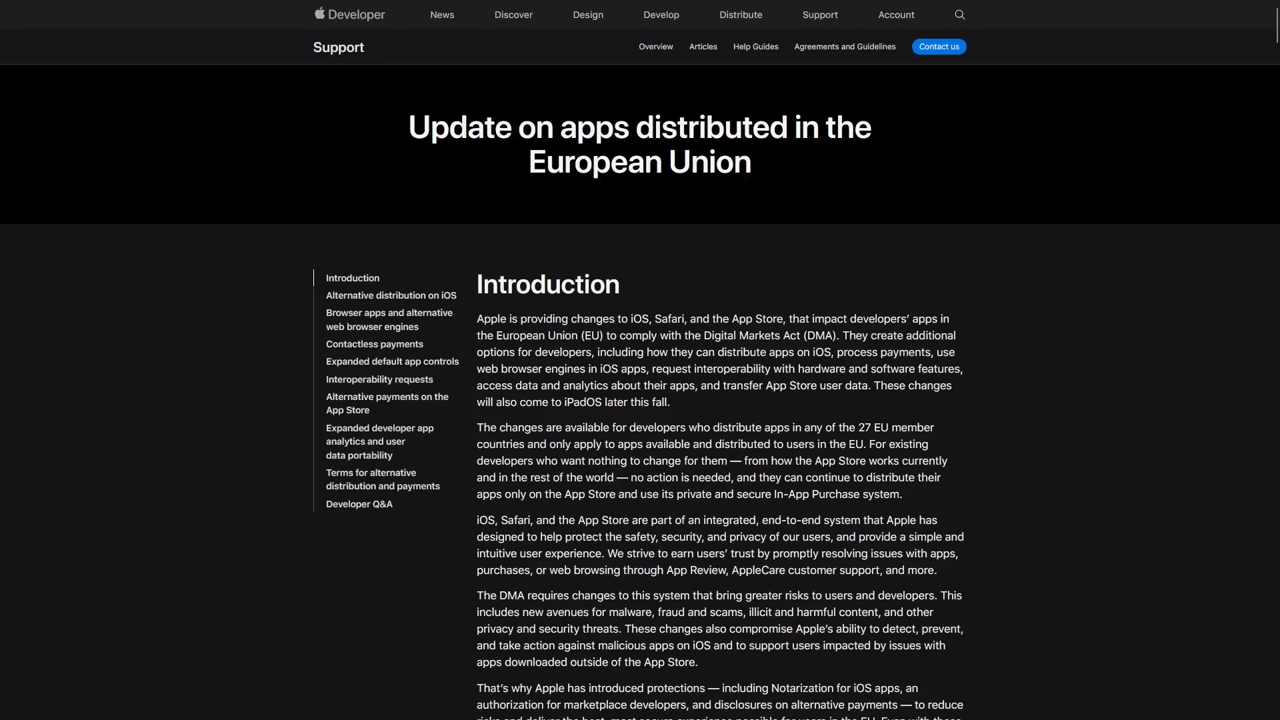 Developer
News
Discover
Design
Develop
Distribute
Support
Account
Support
Overview
Articles
Help Guides
Agreements and Guidelines
Contact us
Update on apps distributed in the
European Union
Introduction
Alternative distribution on iOS
Browser apps and alternative
web browser engines
Contactless payments
Expanded default app controls
Interoperability requests
Alternative payments on the
App Store
Expanded developer app
analytics and user
data portability
Terms for alternative
distribution and payments
Developer Q&A
Introduction
Apple is providing changes to iOS, Safari, and the App Store, that impact developers’ apps in
the European Union (EU) to comply with the Digital Markets Act (DMA). They create additional
options for developers, including how they can distribute apps on iOS, process payments, use
web browser engines in iOS apps, request interoperability with hardware and software features,
access data and analytics about their apps, and transfer App Store user data. These changes
will also come to iPadOS later this fall.
The changes are available for developers who distribute apps in any of the 27 EU member
countries and only apply to apps available and distributed to users in the EU. For existing
developers who want nothing to change for them — from how the App Store works currently
and in the rest of the world — no action is needed, and they can continue to distribute their
apps only on the App Store and use its private and secure In-App Purchase system.
iOS, Safari, and the App Store are part of an integrated, end-to-end system that Apple has
designed to help protect the safety, security, and privacy of our users, and provide a simple and
intuitive user experience. We strive to earn users’ trust by promptly resolving issues with apps,
purchases, or web browsing through App Review, AppleCare customer support, and more.
The DMA requires changes to this system that bring greater risks to users and developers. This
includes new avenues for malware, fraud and scams, illicit and harmful content, and other
privacy and security threats. These changes also compromise Apple’s ability to detect, prevent,
and take action against malicious apps on iOS and to support users impacted by issues with
apps downloaded outside of the App Store.
That’s why Apple has introduced protections — including Notarization for iOS apps, an
authorization for marketplace developers, and disclosures on alternative payments — to reduce
risks and deliver the best, most secure experience possible for users in the EU. Even with these